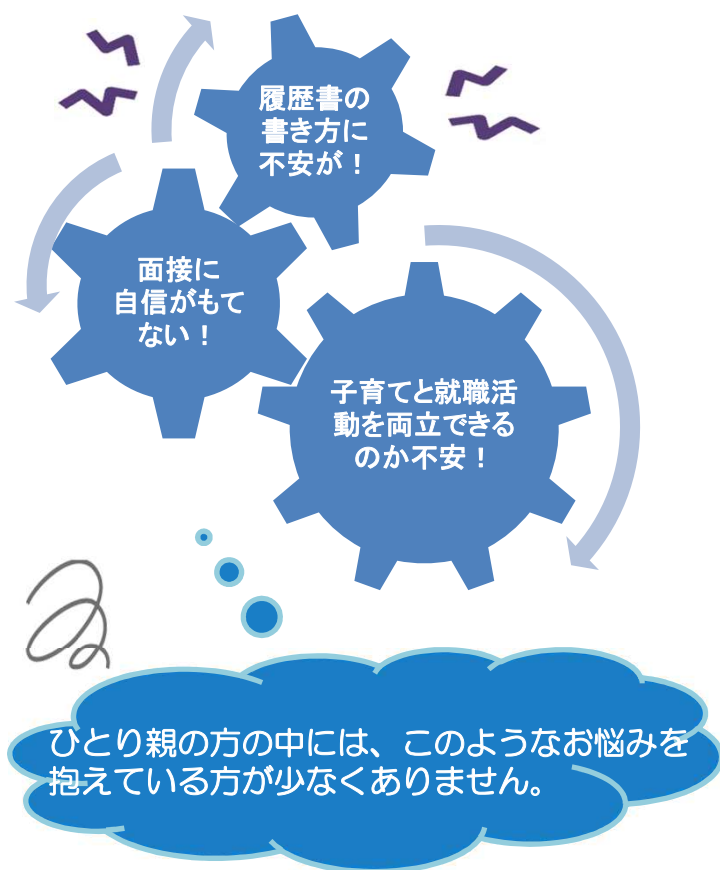 履歴書の
書き方に
不安が！
面接に
自信がもて
ない！
子育てと就職活
動を両立できる
のか不安！
ひとり親の方の中には、このようなお悩みを
抱えている方が少なくありません。